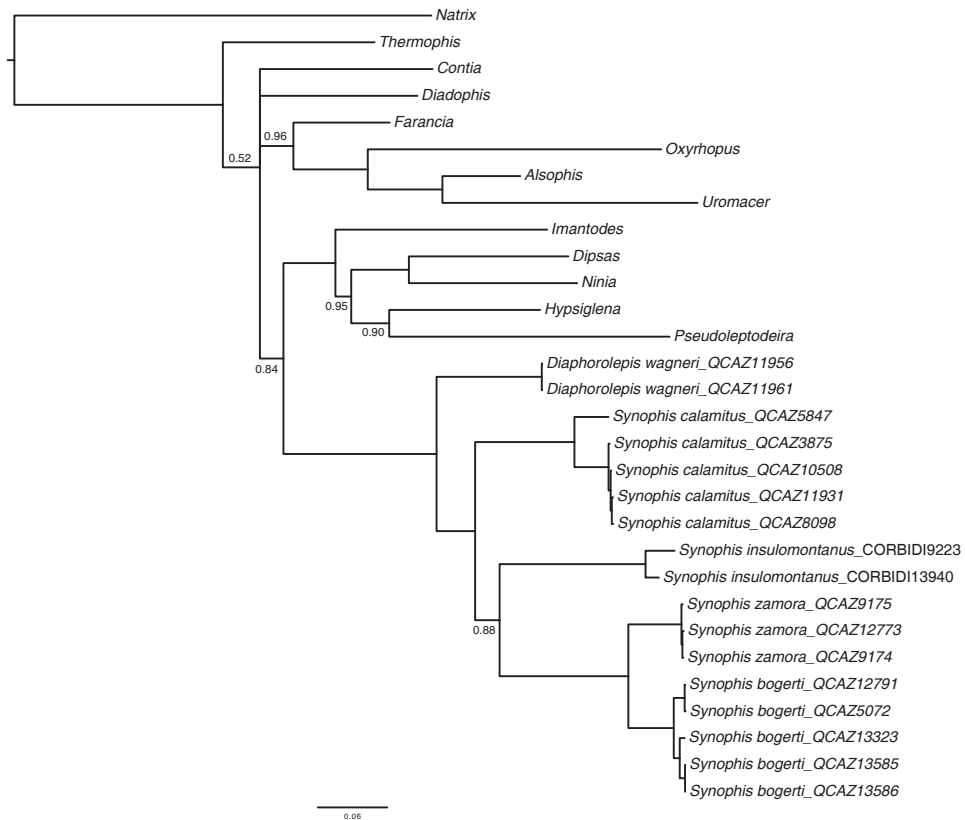 Natrix
Thermophis
Contia
Diadophis
Farancia
0.96
0.52
Oxyrhopus
Alsophis
Uromacer
Imantodes
Dipsas
Ninia
0.95
Hypsiglena
0.90
Pseudoleptodeira
0.84
Diaphorolepis wagneri_QCAZ11956
Diaphorolepis wagneri_QCAZ11961
Synophis calamitus_QCAZ5847
Synophis calamitus_QCAZ3875
Synophis calamitus_QCAZ10508
Synophis calamitus_QCAZ11931
Synophis calamitus_QCAZ8098
Synophis insulomontanus_CORBIDI9223
Synophis insulomontanus_CORBIDI13940
Synophis zamora_QCAZ9175
0.88
Synophis zamora_QCAZ12773
Synophis zamora_QCAZ9174
Synophis bogerti_QCAZ12791
Synophis bogerti_QCAZ5072
Synophis bogerti_QCAZ13323
Synophis bogerti_QCAZ13585
Synophis bogerti_QCAZ13586
0.06